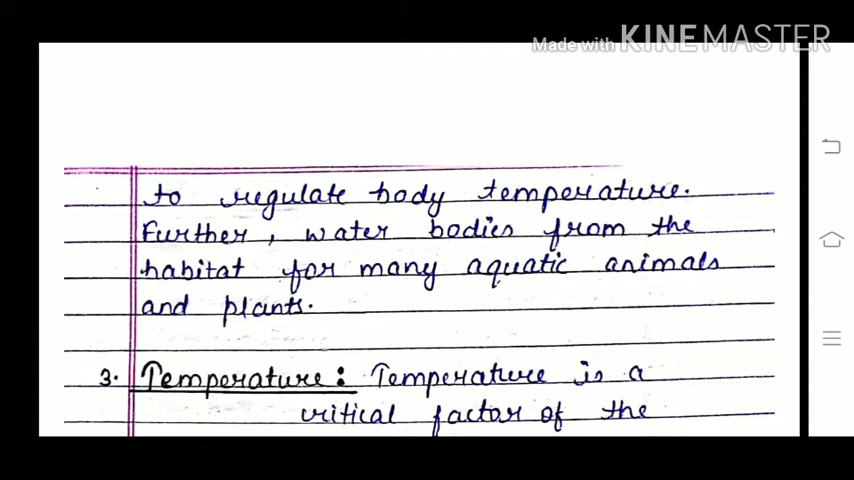 Made with KINEMASTER
to regulate body temperature.
Further, water bodies from the
habitat for many aquatic animals
and plants.
3. Temperature: Temperature is a
critical factor of the